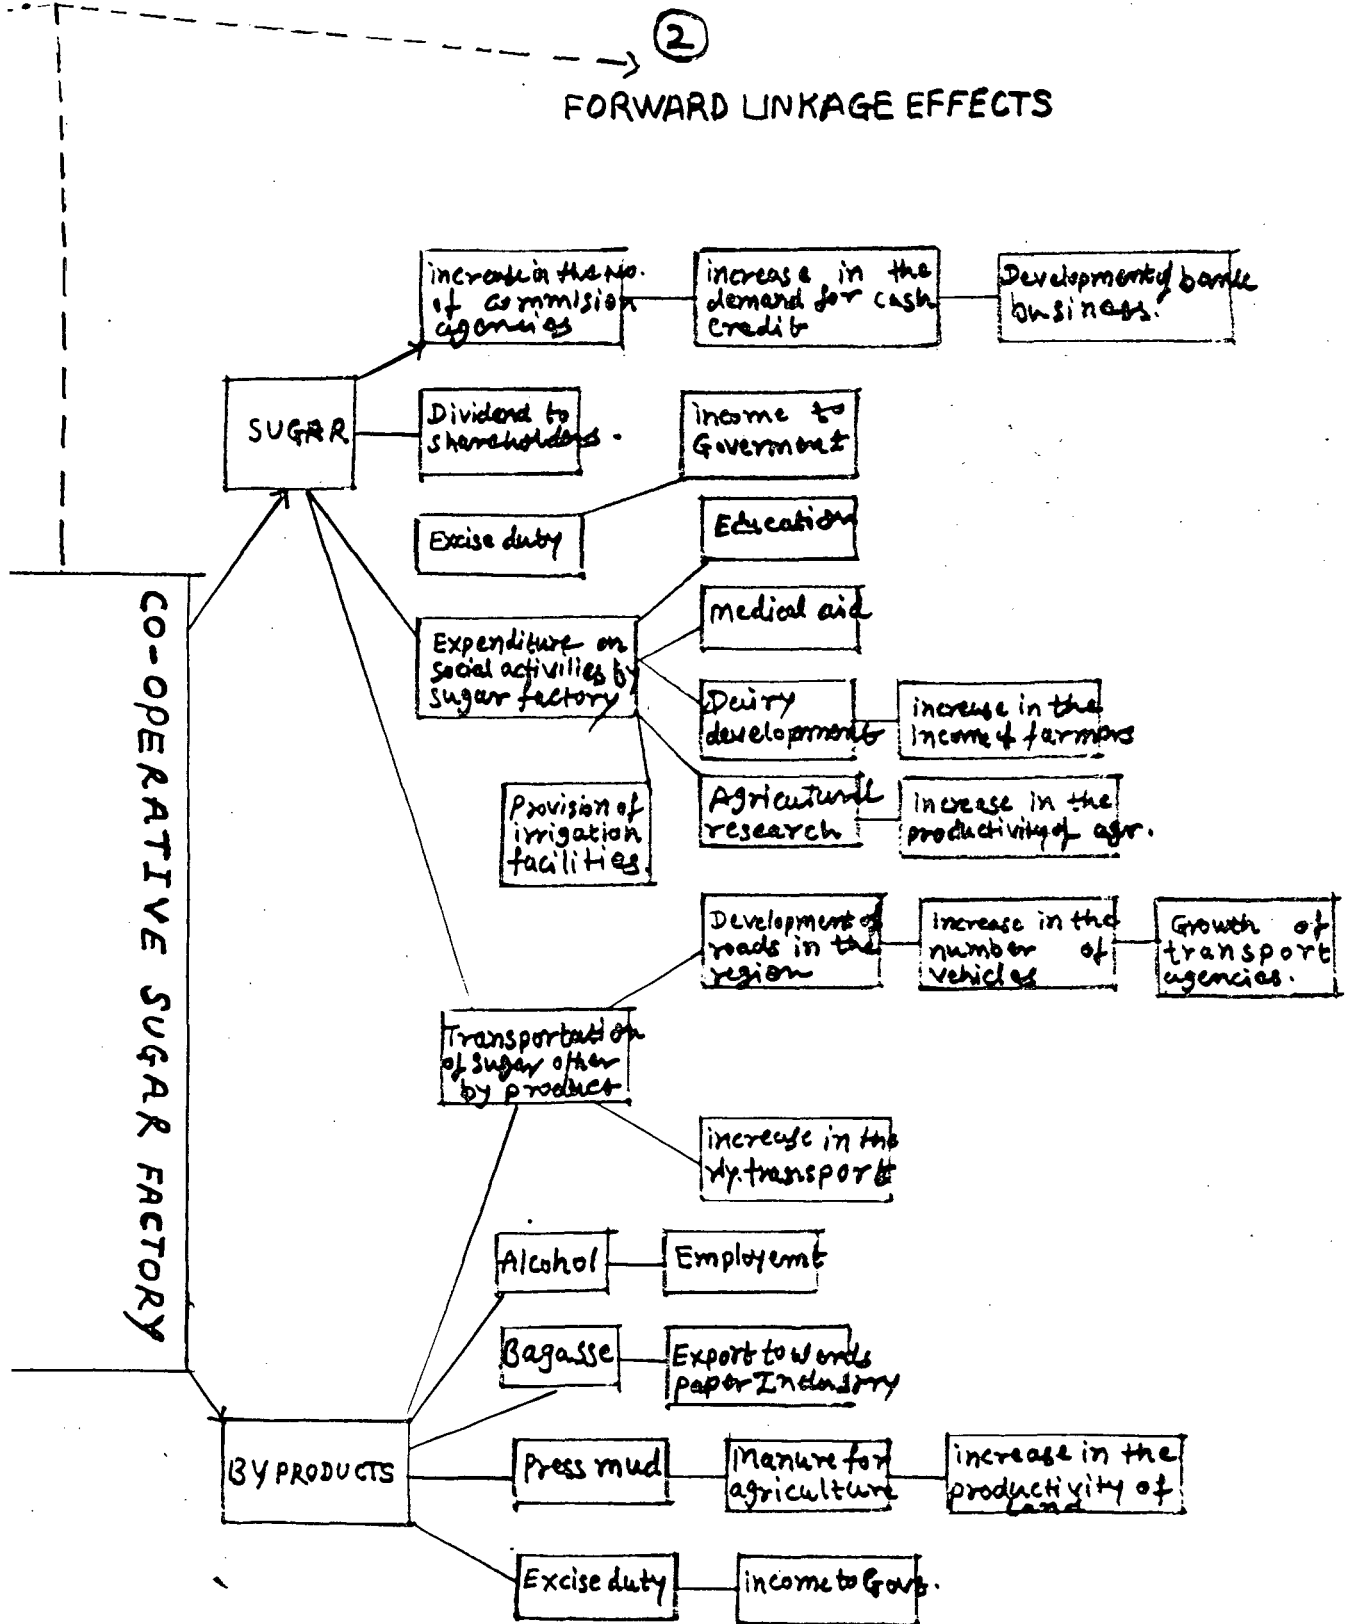 2
FORWARD LINKAGE EFFECTS
increase in the No.
of commision
agencies
increase in the
demand for cash
credit
Development of bank
business.
SUGAR
Dividend to
shareholders.
income to
Goverment
Excise duty
Education
Medical aid
Expenditure on
social activities by
sugar factory
Dairy
development
increase in the
income of farmers
Provision of
irrigation
facilities.
Agricultural
research
increase in the
productivity of agr.
CO-OPERATIVE SUGAR FACTORY
Development of
roads in the
region
increase in the
number of
vehicles
Growth of
transport
agencies.
Transportation
of sugar other
by product
increase in the
rly. transport
Alcohol
Employemt
Bagasse
Export towords
paper Industry
BY PRODUCTS
Press mud
Manure for
agriculture
increase in the
productivity of
Land
Excise duty
income to Govt.